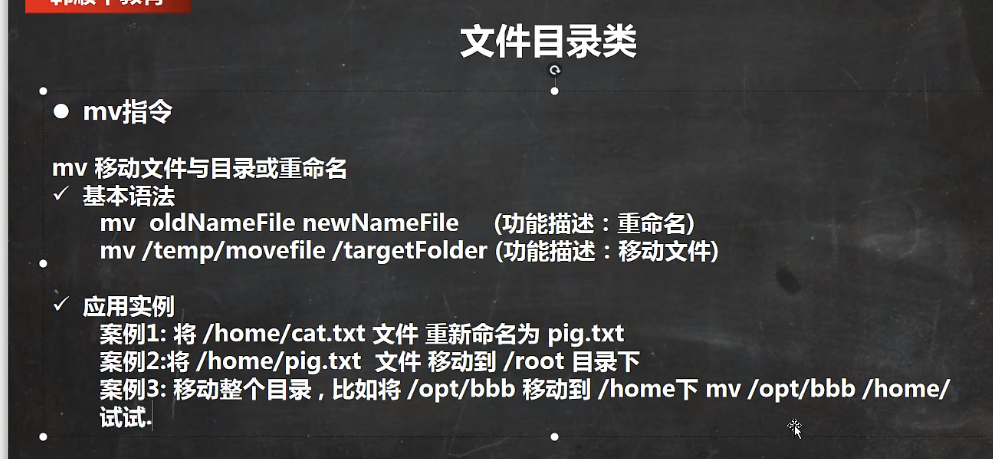 文件目录类
● mv指令
mv 移动文件与目录或重命名
✓ 基本语法
mv oldNameFile newNameFile (功能描述：重命名)
mv /temp/movefile /targetFolder (功能描述：移动文件)
✓ 应用实例
案例1: 将 /home/cat.txt 文件 重新命名为 pig.txt
案例2:将 /home/pig.txt 文件 移动到 /root 目录下
案例3: 移动整个目录 , 比如将 /opt/bbb 移动到 /home下 mv /opt/bbb /home/
试试.